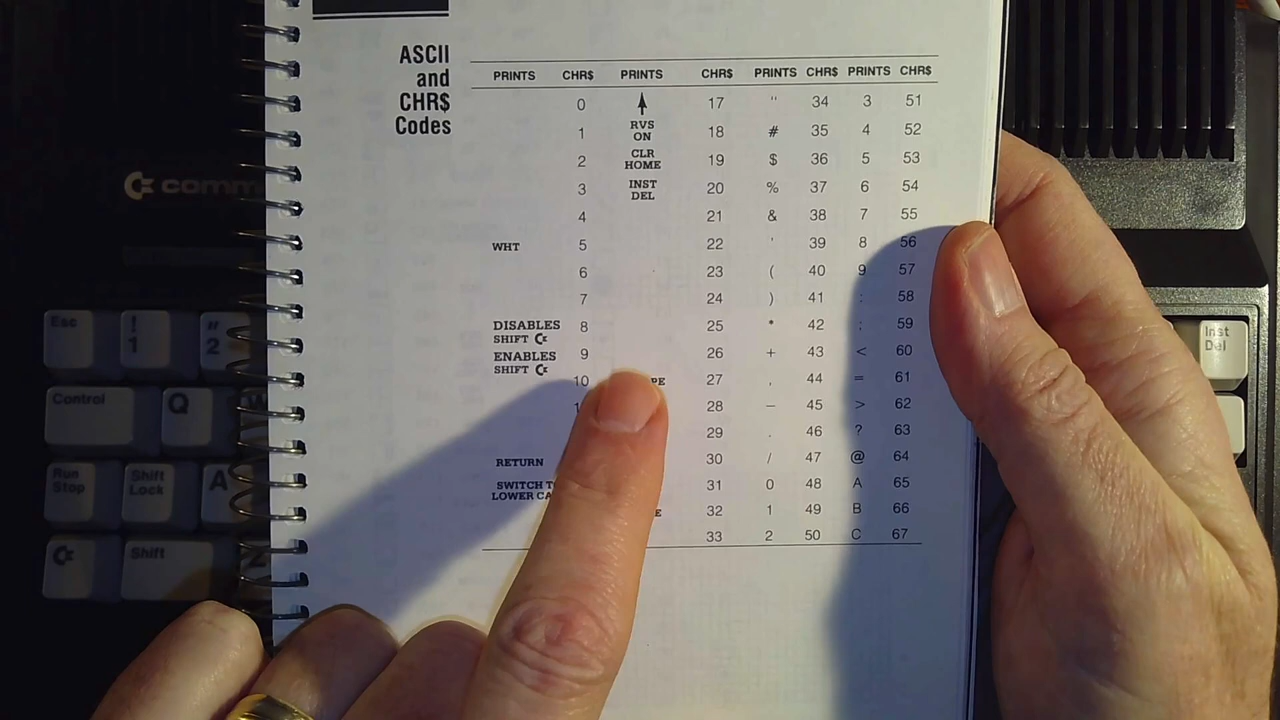 ASCII
and
CHR$
Codes
PRINTS CHR$ PRINTS CHR$ PRINTS CHR$ PRINTS CHR$
0 17 " 34 3 51
1 RVS ON 18 # 35 4 52
2 CLR HOME 19 $ 36 5 53
3 INST DEL 20 % 37 6 54
4 21 & 38 7 55
WHT 5 22 ' 39 8 56
6 23 ( 40 9 57
7 24 ) 41 : 58
DISABLES SHIFT 8 25 * 42 ; 59
ENABLES SHIFT 9 26 + 43 < 60
10 27 , 44 = 61
28 – 45 > 62
29 . 46 ? 63
RETURN 30 / 47 @ 64
SWITCH TO LOWER 31 0 48 A 65
32 1 49 B 66
33 2 50 C 67
Esc ! 1 " 2
Control Q W
Run Stop Shift Lock A
Shift Z
Inst Del